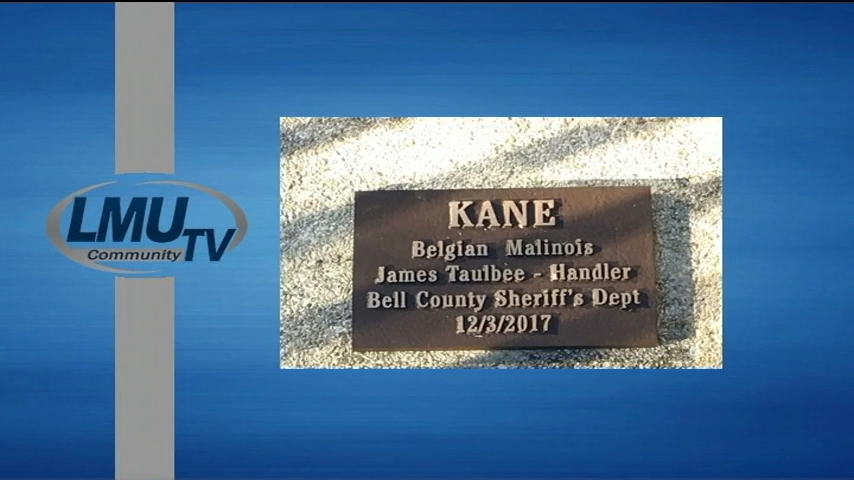 LMU
TV
Community
KANE
Belgian Malinois
James Taulbee - Handler
Bell County Sheriff's Dept
12/3/2017